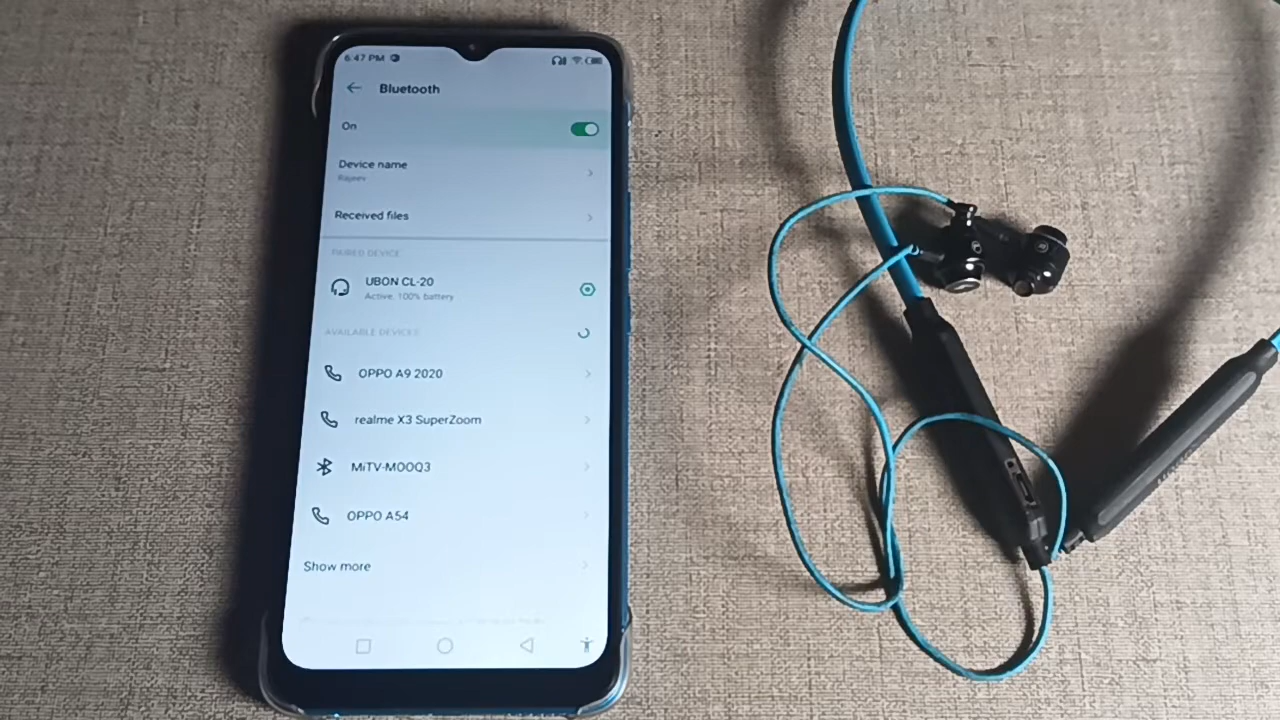 6:47 PM
Bluetooth
On
Device name
Rajeev
Received files
PAIRED DEVICE
UBON CL-20
Active, 100% battery
AVAILABLE DEVICES
OPPO A9 2020
realme X3 SuperZoom
MiTV-MOOQ3
OPPO A54
Show more